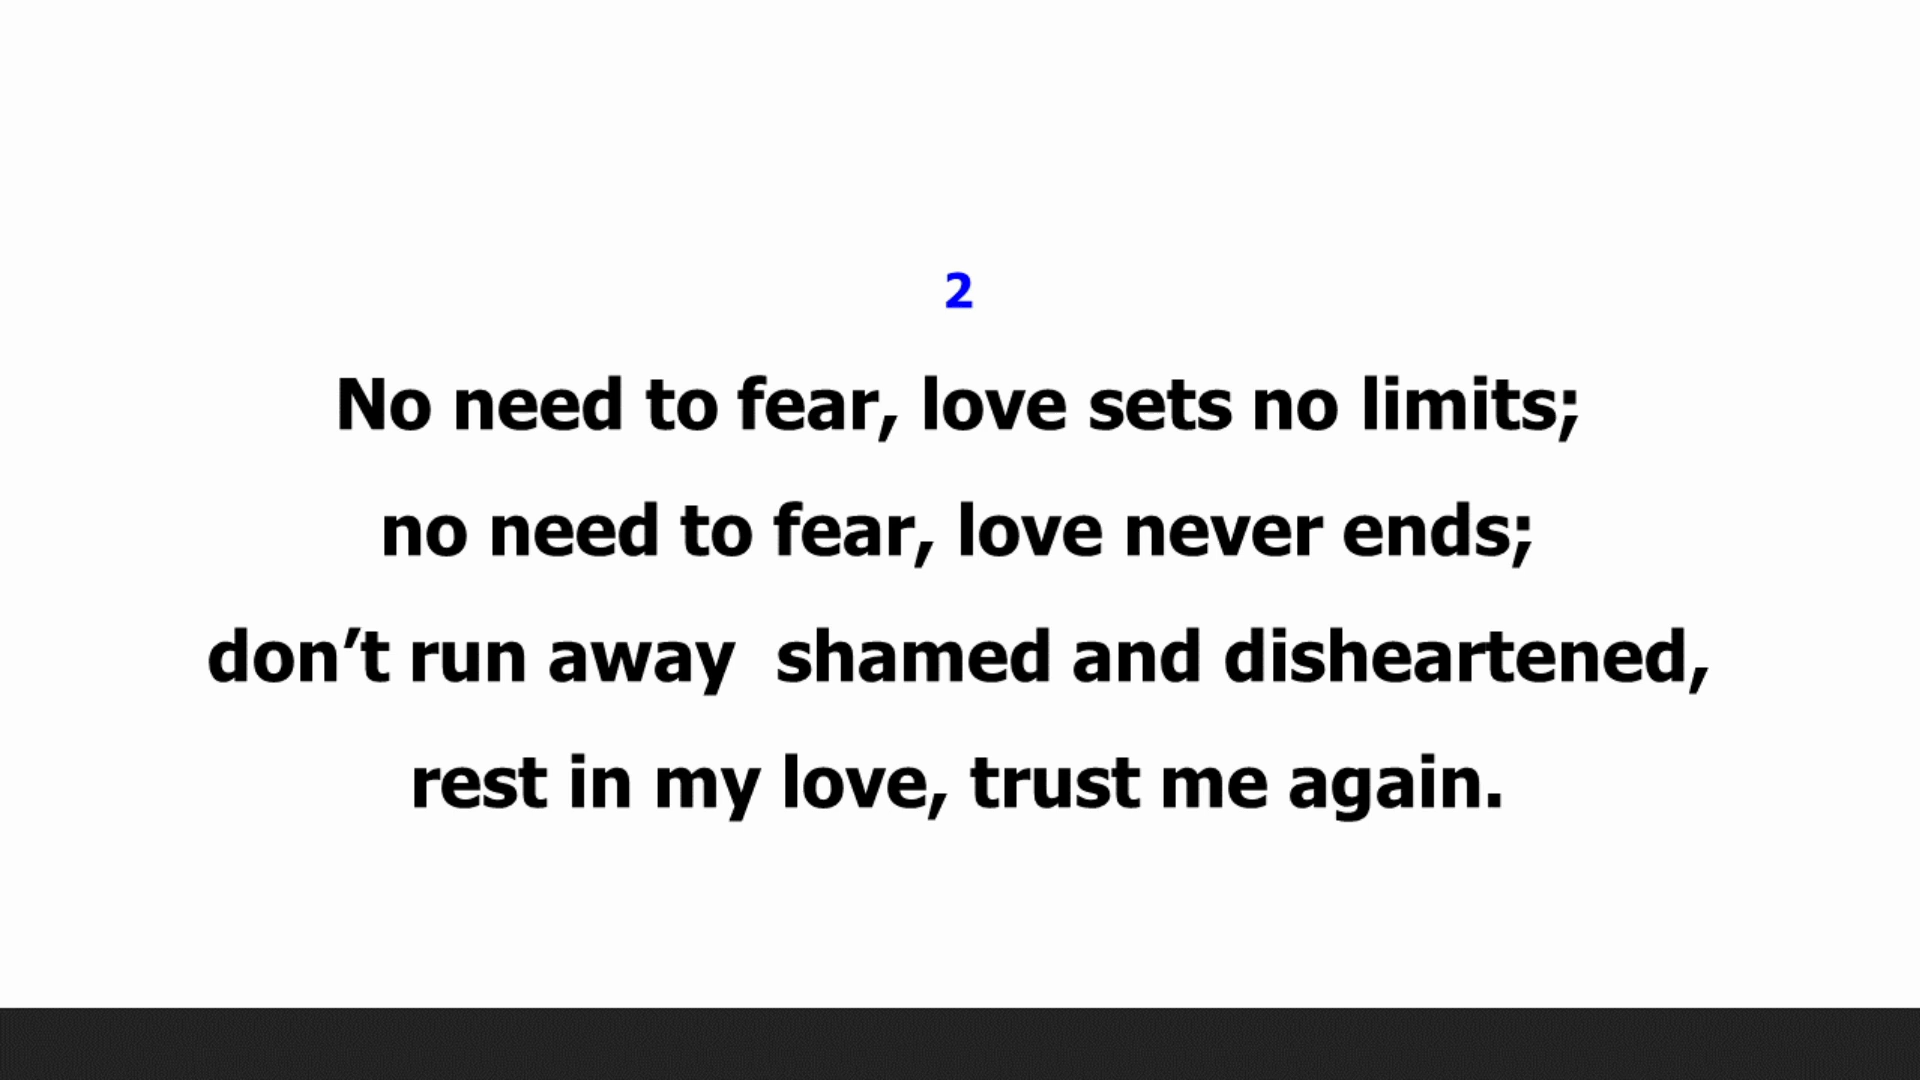 2
No need to fear, love sets no limits;
no need to fear, love never ends;
don’t run away  shamed and disheartened,
rest in my love, trust me again.